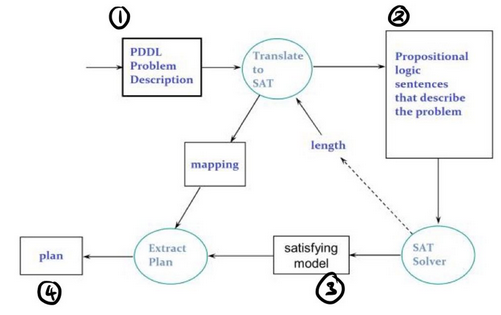 ①
PDDL
Problem
Description
Translate
to
SAT
②
Propositional
logic
sentences
that describe
the problem
mapping
length
plan
④
Extract
Plan
satisfying
model
③
SAT
Solver